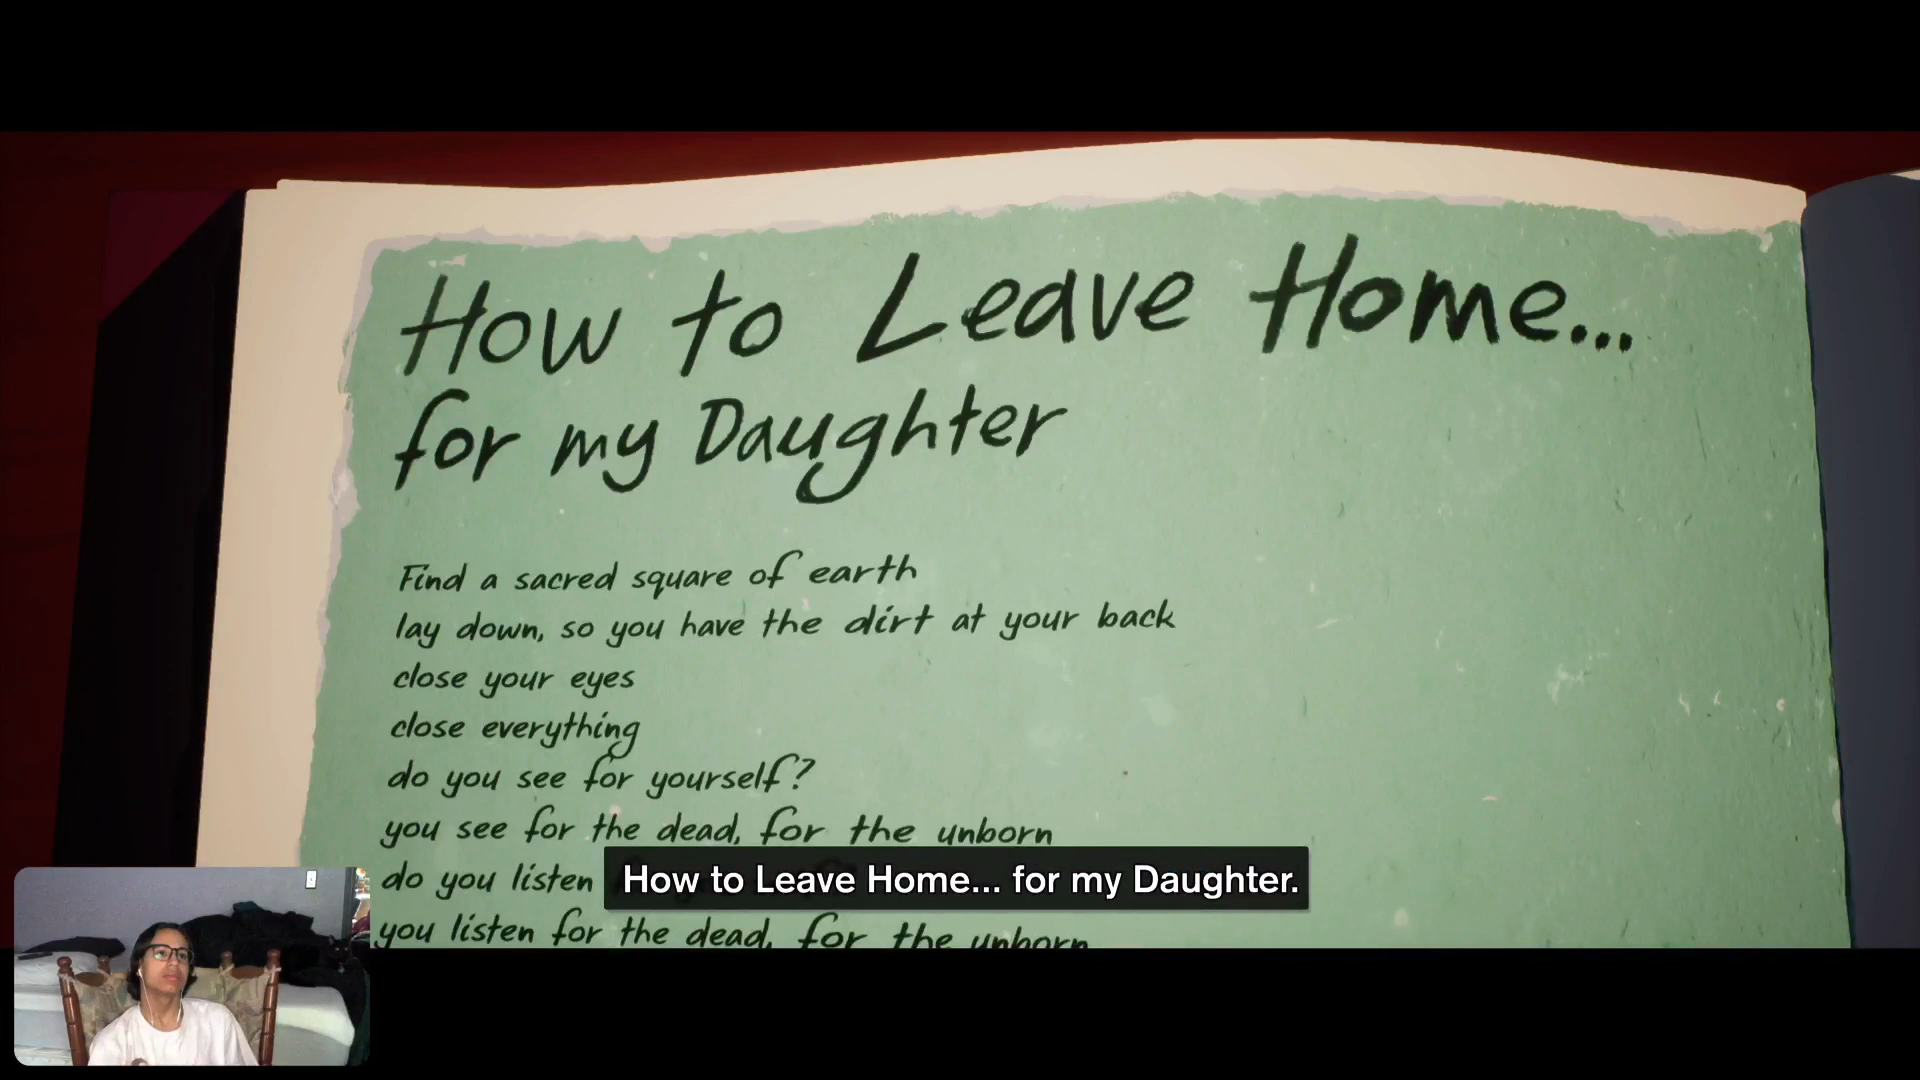 How to Leave Home...
for my Daughter
Find a sacred square of earth
lay down, so you have the dirt at your back
close your eyes
close everything
do you see for yourself?
you see for the dead, for the unborn
do you listen
How to Leave Home... for my Daughter.
you listen for the dead, for the unborn